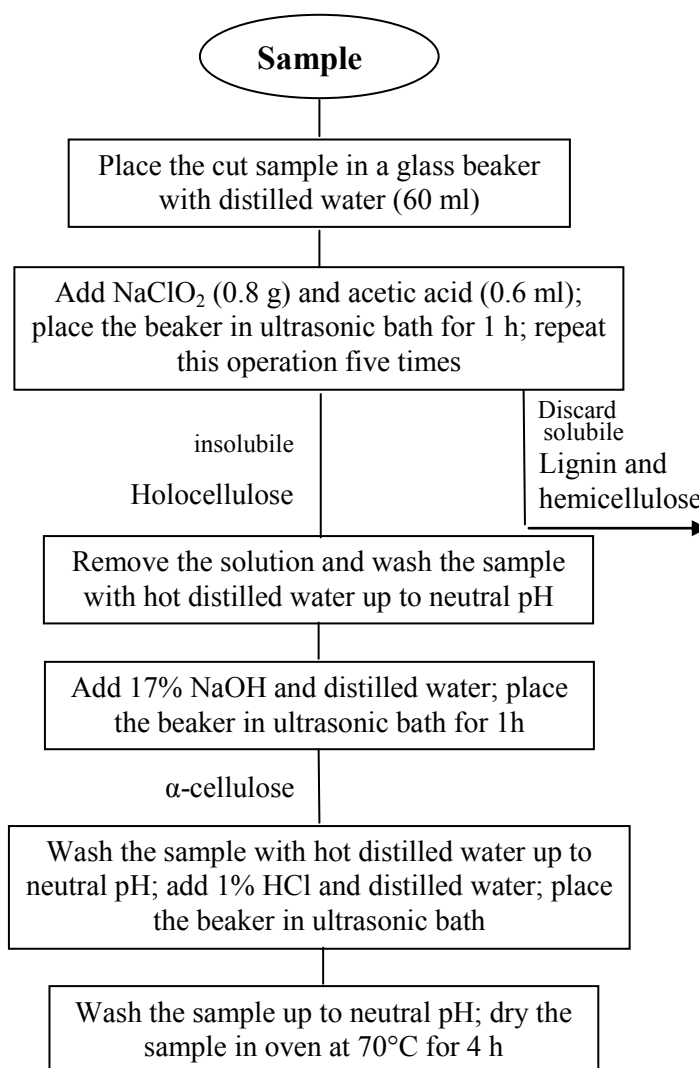 Sample
Place the cut sample in a glass beaker
with distilled water (60 ml)
Add NaClO₂ (0.8 g) and acetic acid (0.6 ml);
place the beaker in ultrasonic bath for 1 h; repeat
this operation five times
insolubile
Holocellulose
Discard
solubile
Lignin and
hemicellulose
Remove the solution and wash the sample
with hot distilled water up to neutral pH
Add 17% NaOH and distilled water; place
the beaker in ultrasonic bath for 1h
α-cellulose
Wash the sample with hot distilled water up to
neutral pH; add 1% HCl and distilled water; place
the beaker in ultrasonic bath
Wash the sample up to neutral pH; dry the
sample in oven at 70°C for 4 h